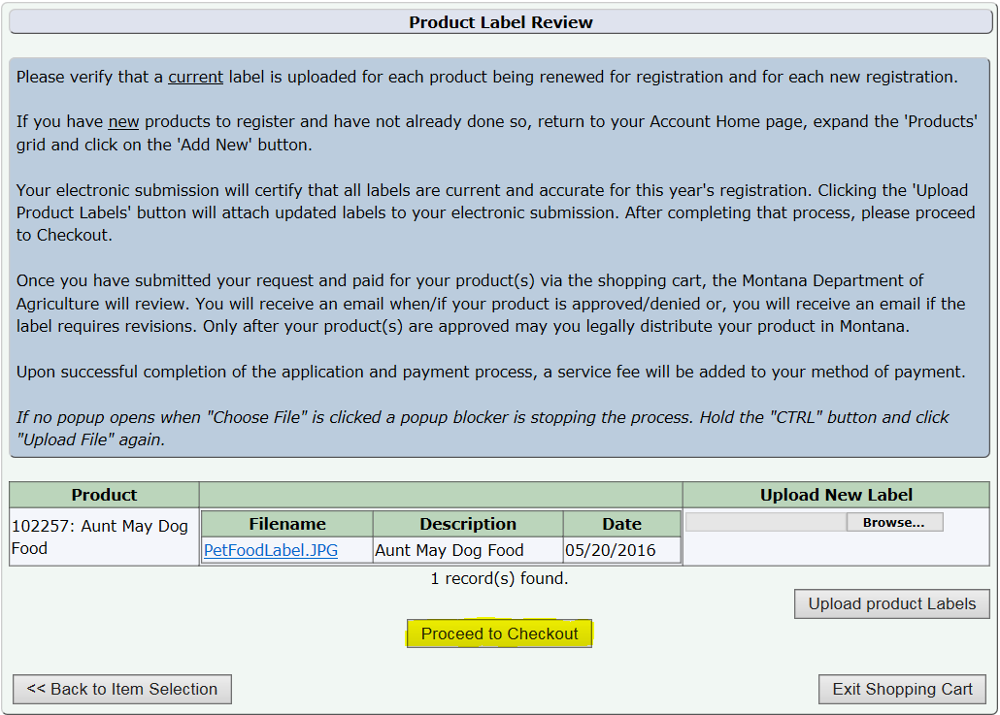 Product Label Review
Please verify that a current label is uploaded for each product being renewed for registration and for each new registration.
If you have new products to register and have not already done so, return to your Account Home page, expand the 'Products'
grid and click on the 'Add New' button.
Your electronic submission will certify that all labels are current and accurate for this year's registration. Clicking the 'Upload
Product Labels' button will attach updated labels to your electronic submission. After completing that process, please proceed
to Checkout.
Once you have submitted your request and paid for your product(s) via the shopping cart, the Montana Department of
Agriculture will review. You will receive an email when/if your product is approved/denied or, you will receive an email if the
label requires revisions. Only after your product(s) are approved may you legally distribute your product in Montana.
Upon successful completion of the application and payment process, a service fee will be added to your method of payment.
If no popup opens when "Choose File" is clicked a popup blocker is stopping the process. Hold the "CTRL" button and click
"Upload File" again.
Product Upload New Label
102257: Aunt May Dog
Food
Filename Description Date
PetFoodLabel.JPG Aunt May Dog Food 05/20/2016
Browse...
1 record(s) found.
Upload product Labels
Proceed to Checkout
<< Back to Item Selection Exit Shopping Cart